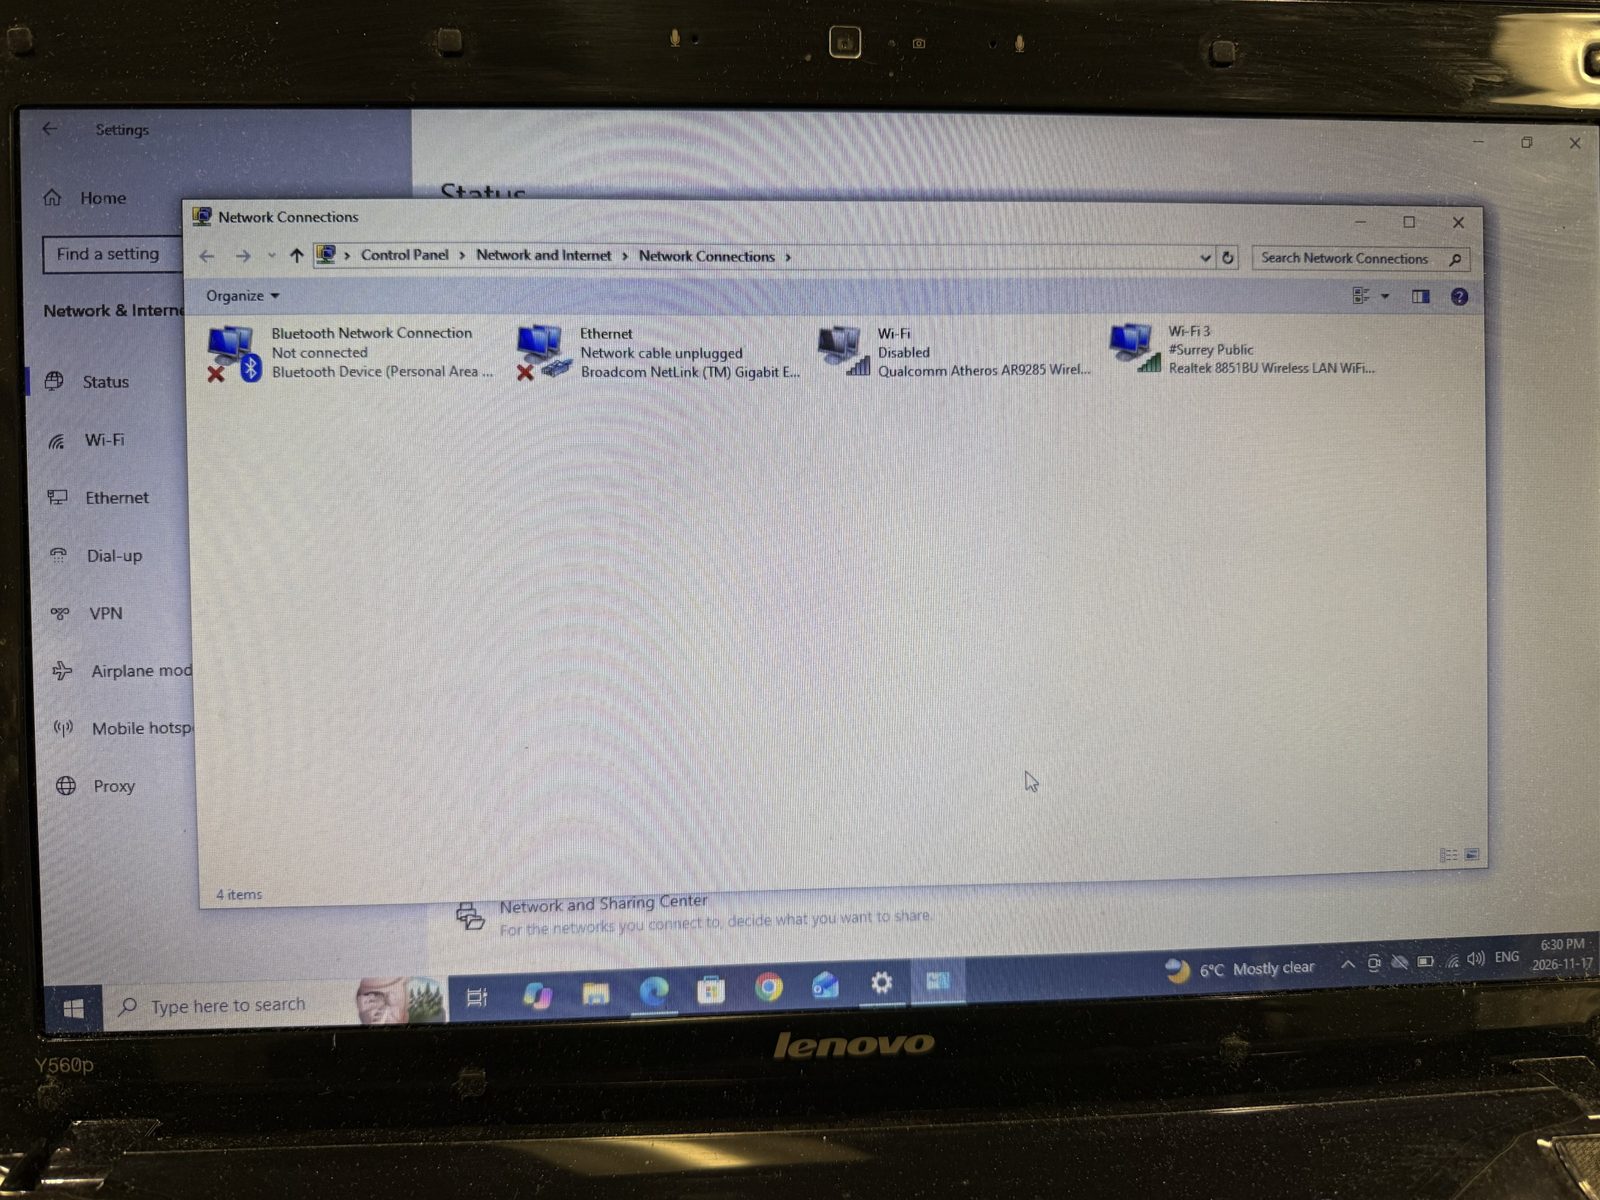 Settings
Home
Status
Find a setting
Network & Interne
Status
Wi-Fi
Ethernet
Dial-up
VPN
Airplane mod
Mobile hotsp
Proxy
Network Connections
Control Panel > Network and Internet > Network Connections >
Search Network Connections
Organize
Bluetooth Network Connection
Not connected
Bluetooth Device (Personal Area ...
Ethernet
Network cable unplugged
Broadcom NetLink (TM) Gigabit E...
Wi-Fi
Disabled
Qualcomm Atheros AR9285 Wirel...
Wi-Fi 3
#Surrey Public
Realtek 8851BU Wireless LAN WiFi...
4 items
Network and Sharing Center
For the networks you connect to, decide what you want to share.
Type here to search
6°C Mostly clear
ENG
6:30 PM
2026-11-17
lenovo
Y560p